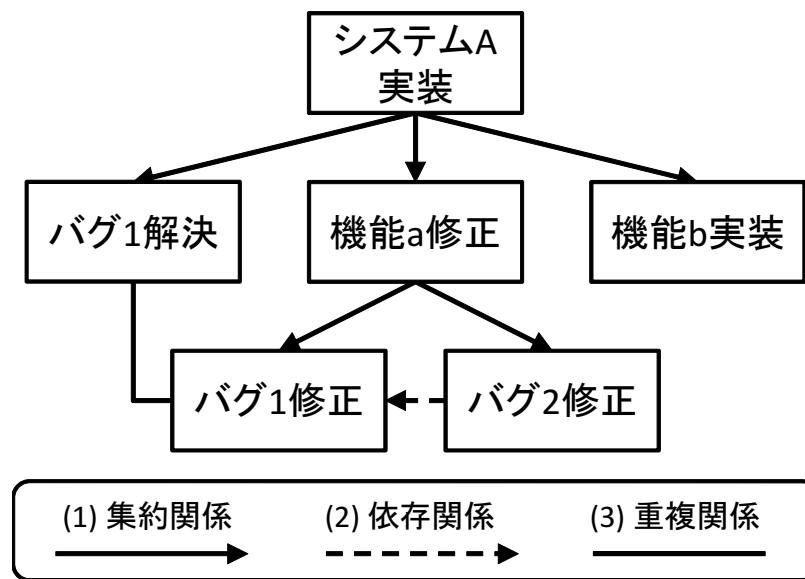 システムA
実装
バグ1解決
機能a修正
機能b実装
バグ1修正
バグ2修正
(1) 集約関係
(2) 依存関係
(3) 重複関係